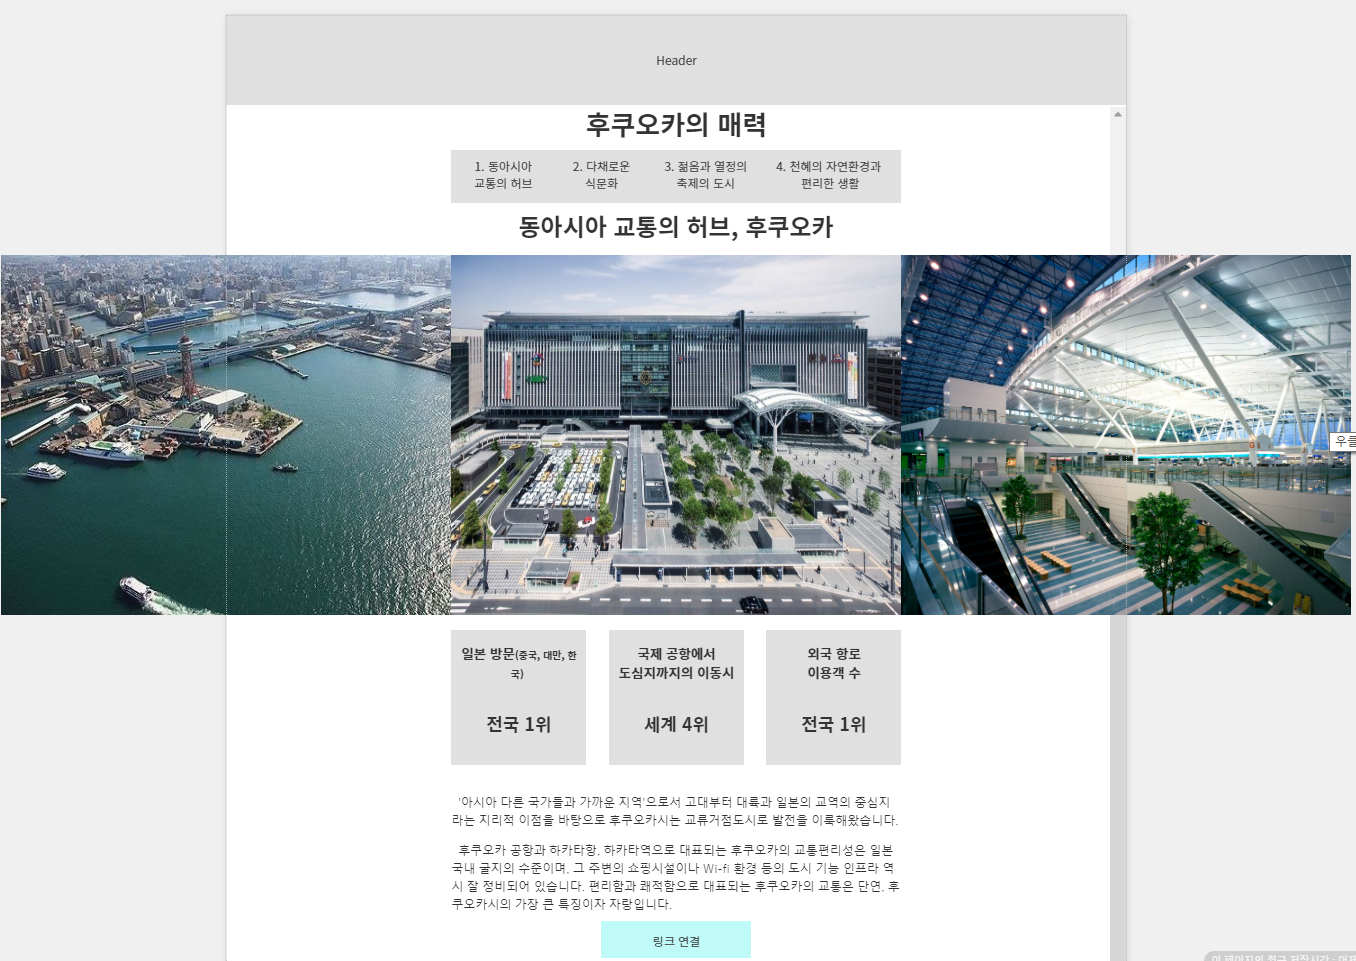 Header
후쿠오카의 매력
1. 동아시아
교통의 허브
2. 다채로운
식문화
3. 젊음과 열정의
축제의 도시
4. 천혜의 자연환경과
편리한 생활
동아시아 교통의 허브, 후쿠오카
우클
일본 방문(중국, 대만, 한
국)
전국 1위
국제 공항에서
도심지까지의 이동시
세계 4위
외국 항로
이용객 수
전국 1위
'아시아 다른 국가들과 가까운 지역'으로서 고대부터 대륙과 일본의 교역의 중심지
라는 지리적 이점을 바탕으로 후쿠오카시는 교류거점도시로 발전을 이룩해왔습니다.
후쿠오카 공항과 하카타항, 하카타역으로 대표되는 후쿠오카의 교통편리성은 일본
국내 굴지의 수준이며, 그 주변의 쇼핑시설이나 Wi-fi 환경 등의 도시 기능 인프라 역
시 잘 정비되어 있습니다. 편리함과 쾌적함으로 대표되는 후쿠오카의 교통은 단연, 후
쿠오카시의 가장 큰 특징이자 자랑입니다.
링크 연결